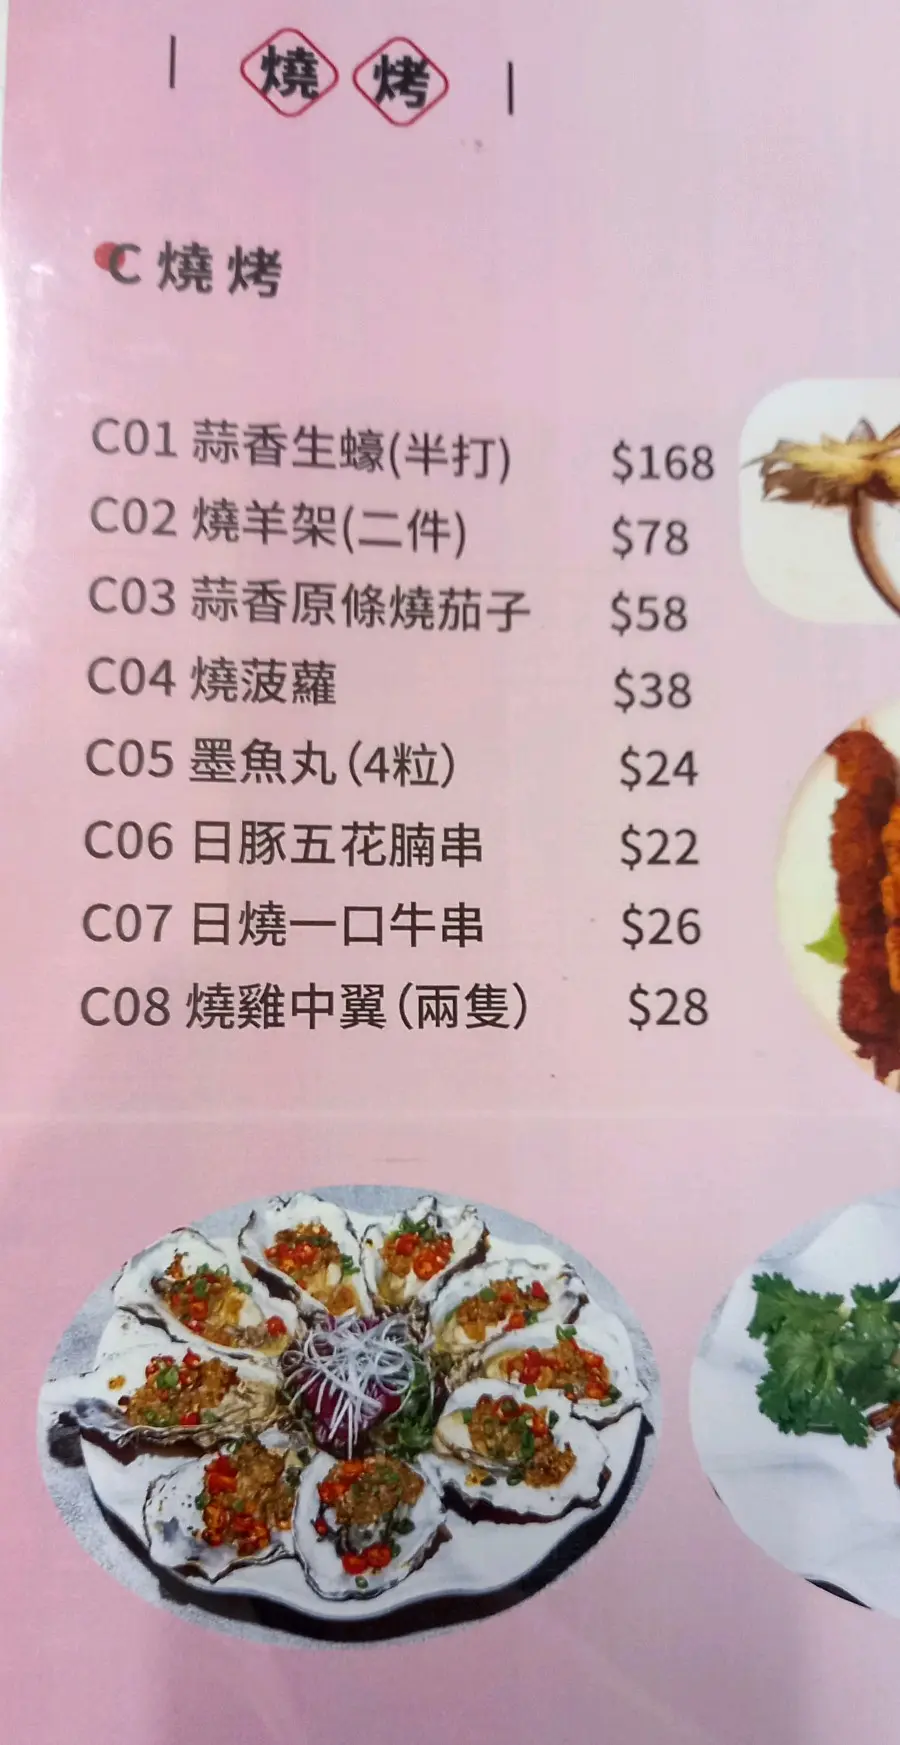 燒烤
C 燒烤
C01 蒜香生蠔(半打) $168
C02 燒羊架(二件) $78
C03 蒜香原條燒茄子 $58
C04 燒菠蘿 $38
C05 墨魚丸(4粒) $24
C06 日豚五花腩串 $22
C07 日燒一口牛串 $26
C08 燒雞中翼(兩隻) $28